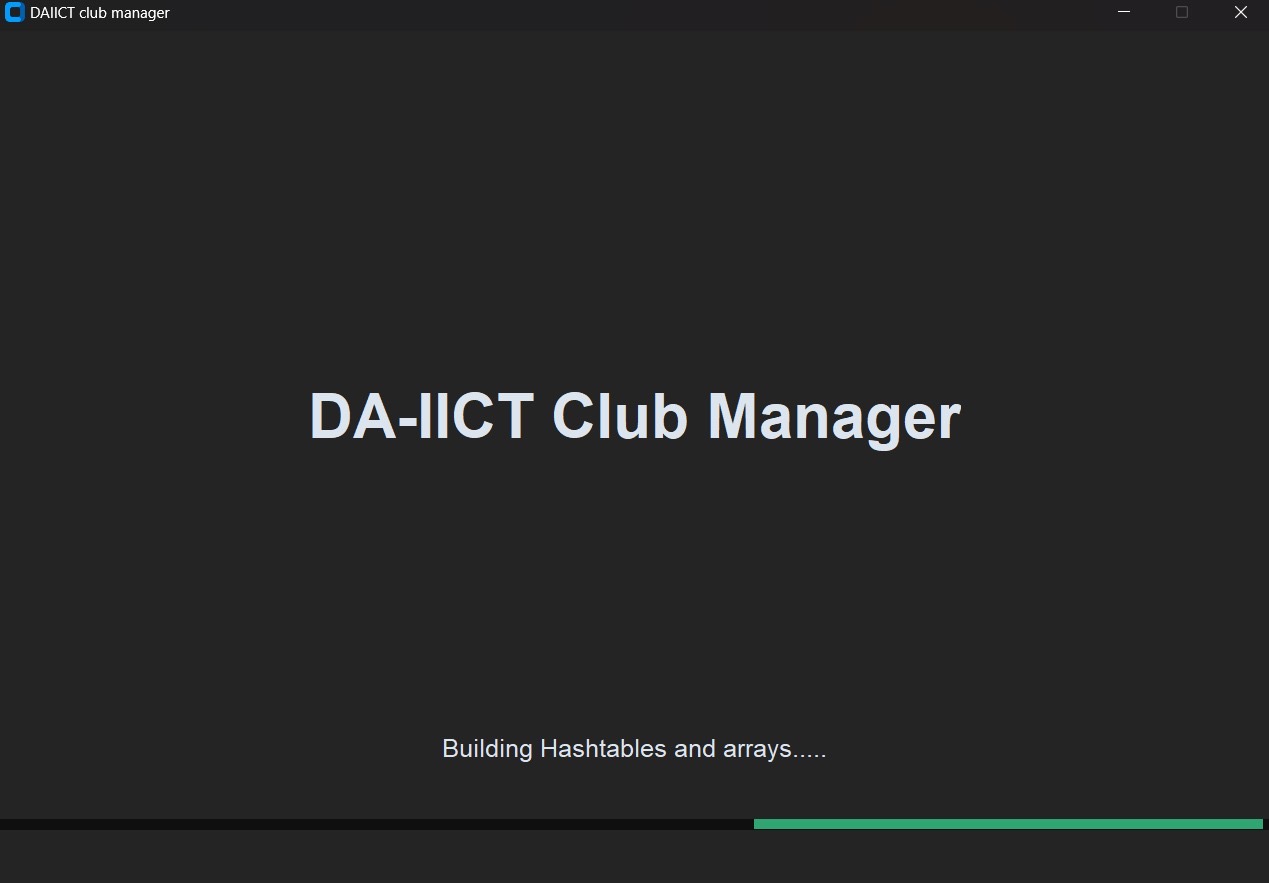 DAIICT club manager
DA-IICT Club Manager
Building Hashtables and arrays.....